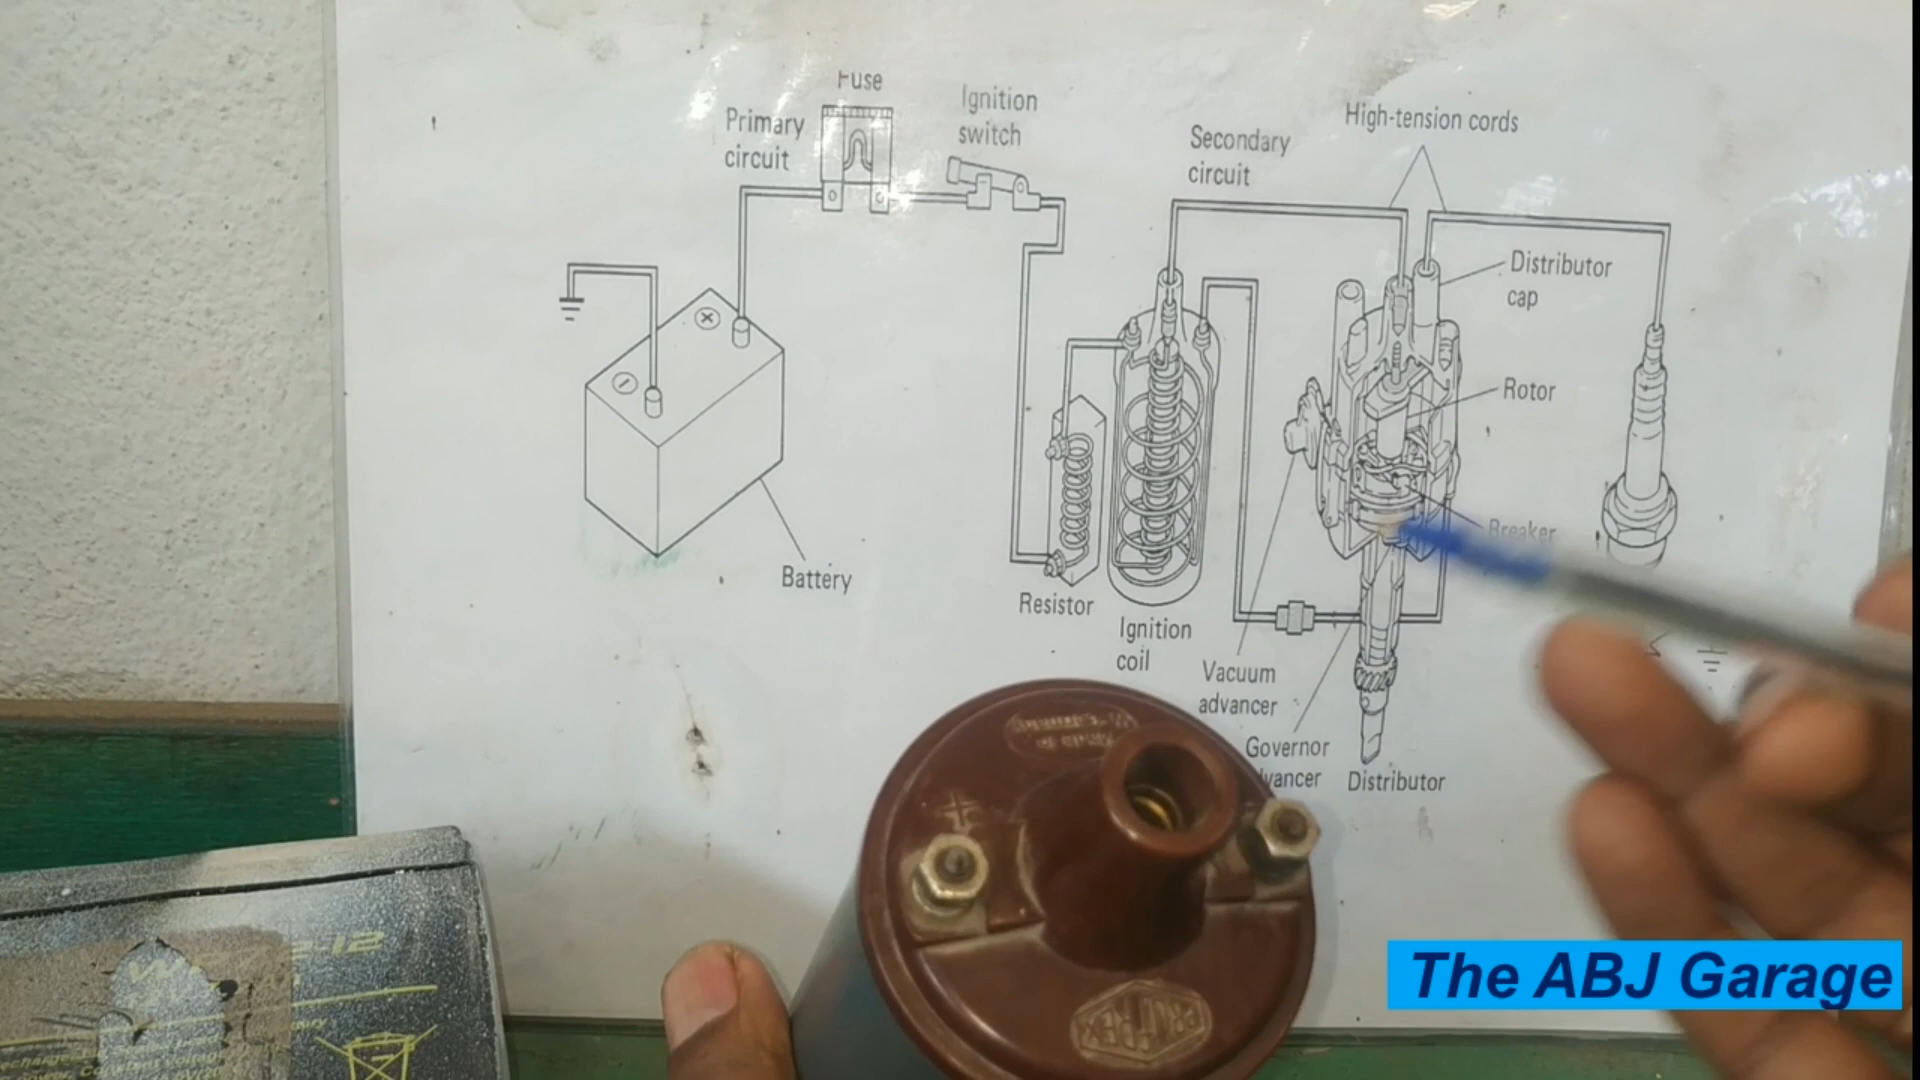 Fuse
Primary
circuit
Ignition
switch
Secondary
circuit
High-tension cords
Distributor
cap
Rotor
Breaker
Battery
Resistor
Ignition
coil
Vacuum
advancer
Governor
Distributor
+
PRUFREX
The ABJ Garage